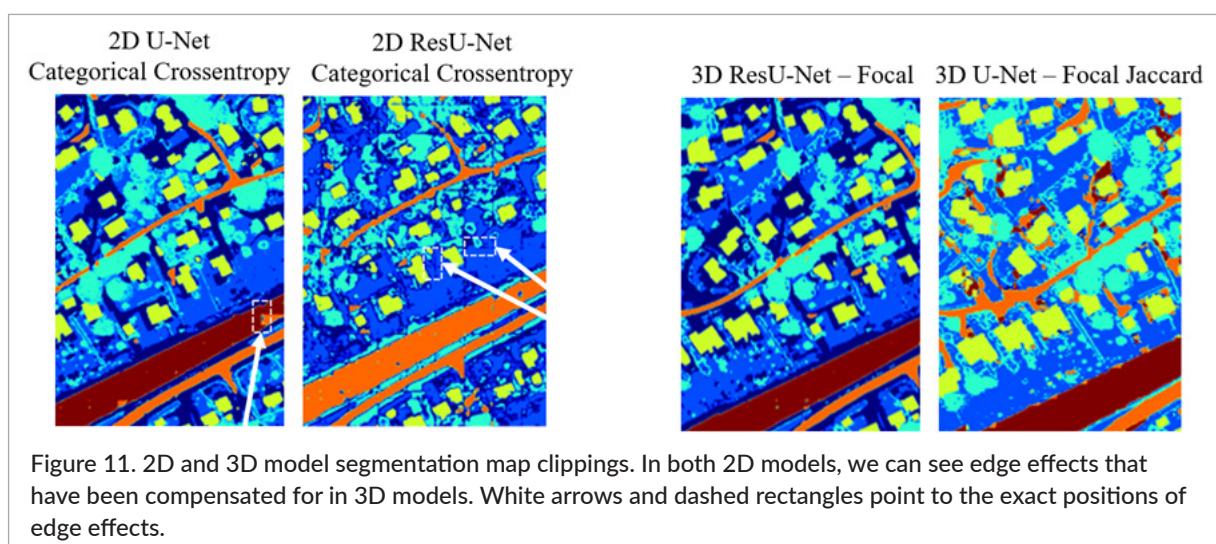 2D U-Net
Categorical Crossentropy
2D ResU-Net
Categorical Crossentropy
3D ResU-Net – Focal
3D U-Net – Focal Jaccard
Figure 11. 2D and 3D model segmentation map clippings. In both 2D models, we can see edge effects that
have been compensated for in 3D models. White arrows and dashed rectangles point to the exact positions of
edge effects.